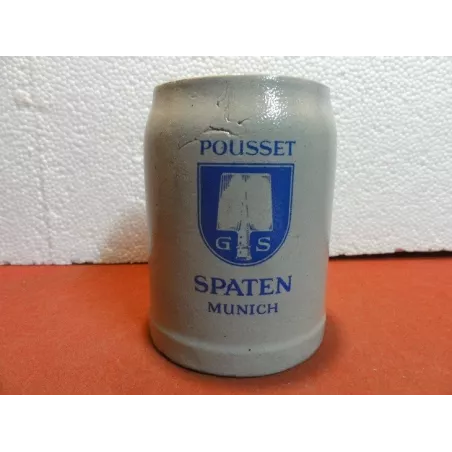 POUSSET
G S
SPATEN
MUNICH